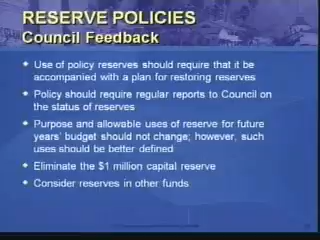 RESERVE POLICIES
Council Feedback
Use of policy reserves should require that it be
accompanied with a plan for restoring reserves
Policy should require regular reports to Council on
the status of reserves
Purpose and allowable uses of reserve for future
years' budget should not change; however, such
uses should be better defined
Eliminate the $1 million capital reserve
Consider reserves in other funds